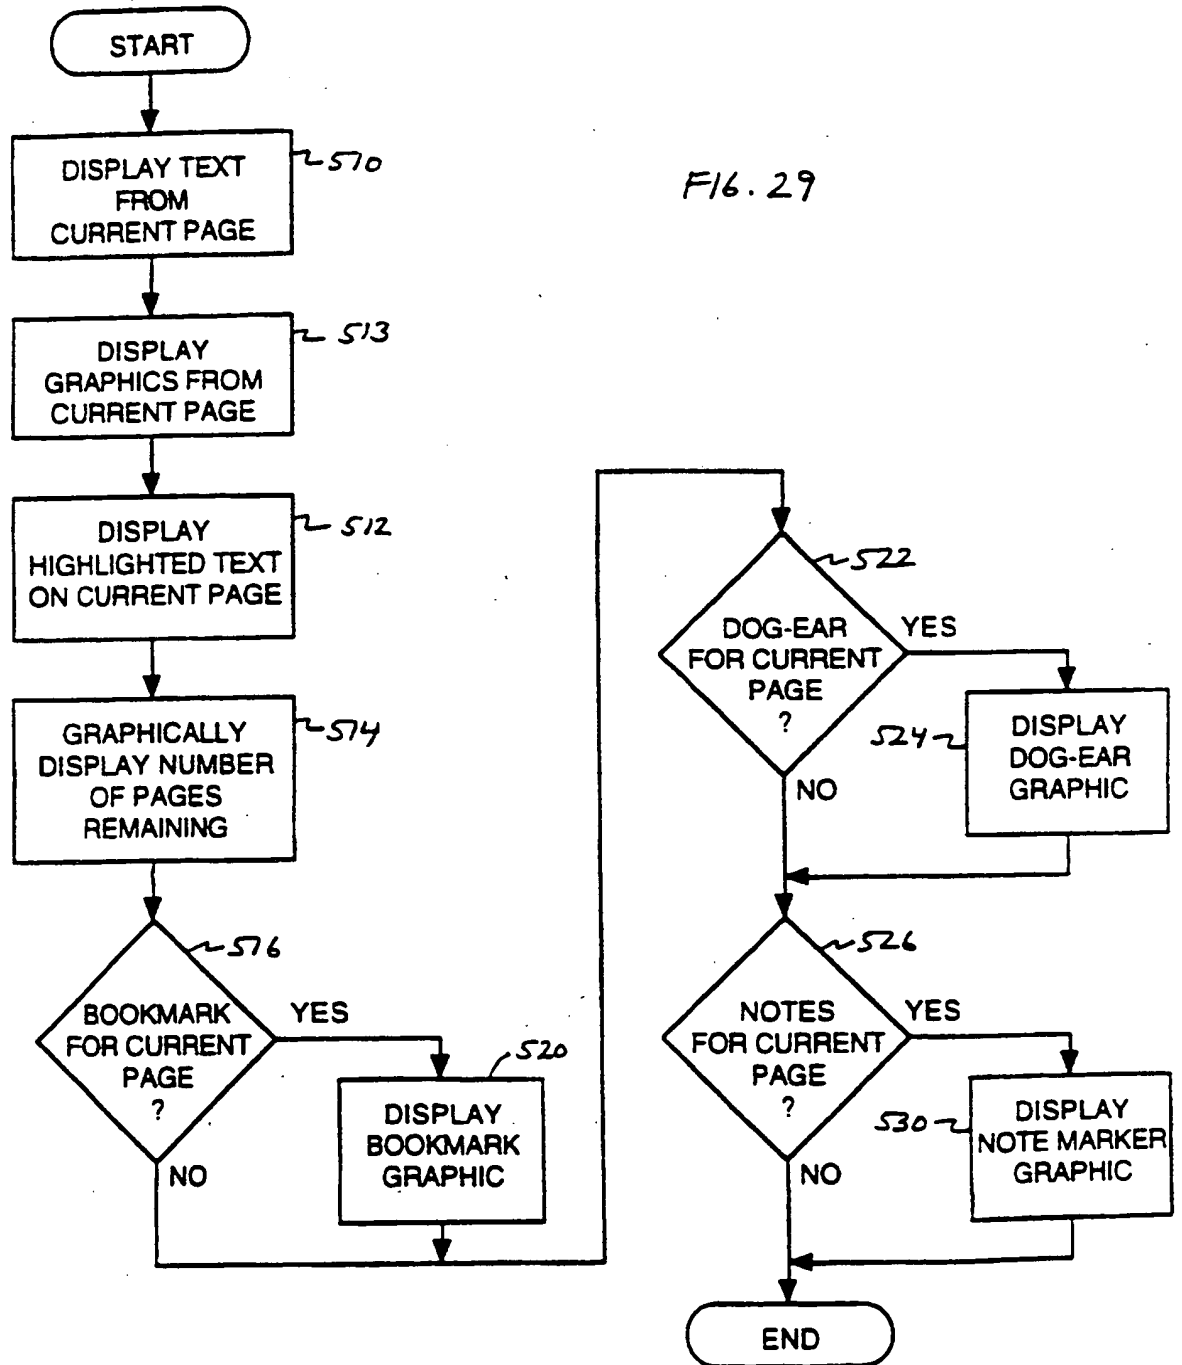 START
DISPLAY TEXT
FROM
CURRENT PAGE
510
FIG. 29
DISPLAY
GRAPHICS FROM
CURRENT PAGE
513
DISPLAY
HIGHLIGHTED TEXT
ON CURRENT PAGE
512
GRAPHICALLY
DISPLAY NUMBER
OF PAGES
REMAINING
514
BOOKMARK
FOR CURRENT
PAGE
?
516
YES
NO
DISPLAY
BOOKMARK
GRAPHIC
520
DOG-EAR
FOR CURRENT
PAGE
?
522
YES
NO
DISPLAY
DOG-EAR
GRAPHIC
524
NOTES
FOR CURRENT
PAGE
?
526
YES
NO
DISPLAY
NOTE MARKER
GRAPHIC
530
END